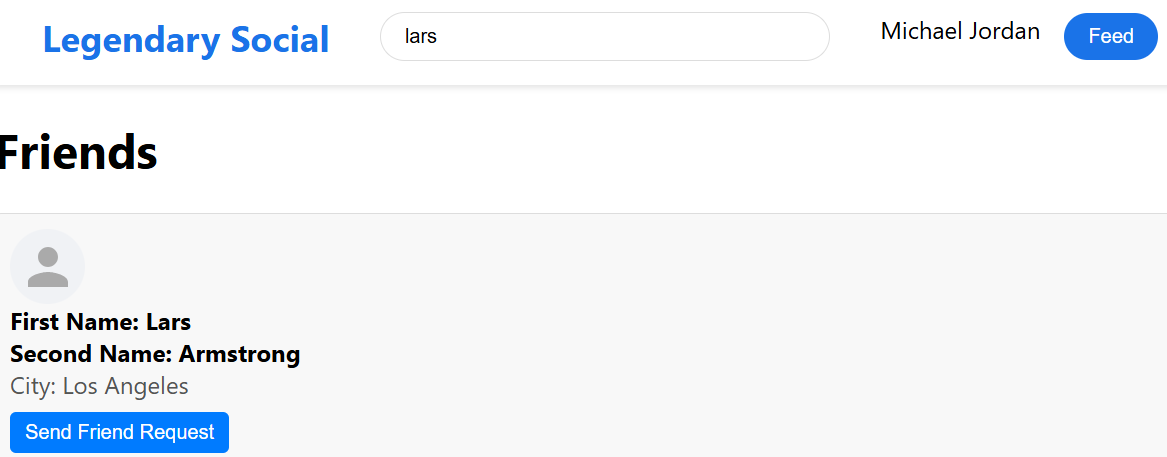 Legendary Social
lars
Michael Jordan
Feed
Friends
First Name: Lars
Second Name: Armstrong
City: Los Angeles
Send Friend Request